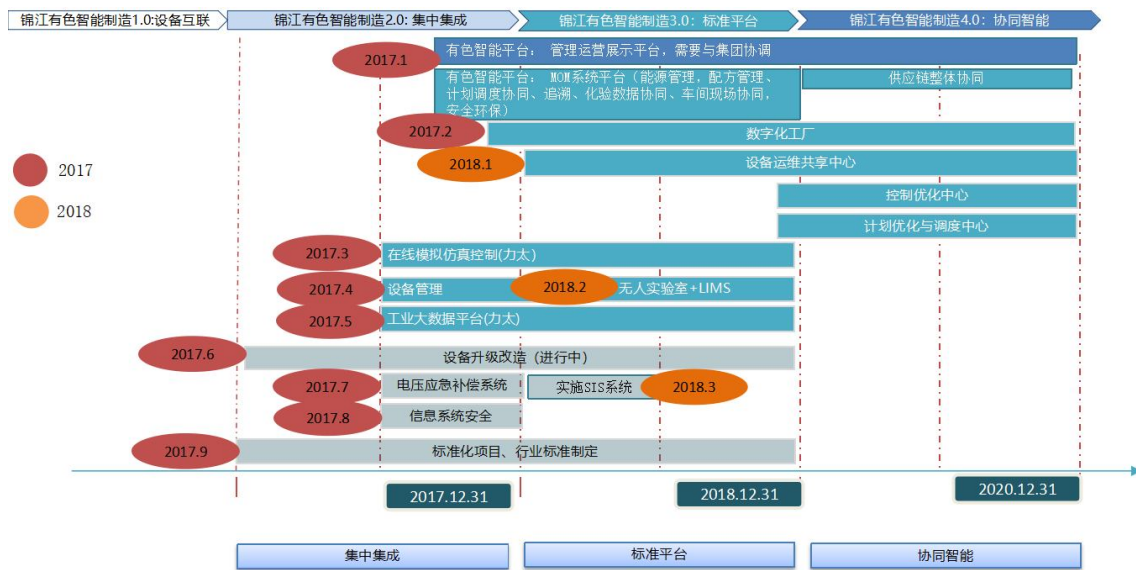 锦江有色智能制造1.0:设备互联
锦江有色智能制造2.0: 集中集成
锦江有色智能制造3.0: 标准平台
锦江有色智能制造4.0: 协同智能
2017.1
有色智能平台： 管理运营展示平台，需要与集团协调
有色智能平台： MOM系统平台（能源管理，配方管理、
计划调度协同、追溯、化验数据协同、车间现场协同，
安全环保）
供应链整体协同
2017.2
数字化工厂
2018.1
设备运维共享中心
2017
2018
控制优化中心
计划优化与调度中心
2017.3
在线模拟仿真控制(力太)
2017.4
设备管理
2018.2
无人实验室+LIMS
2017.5
工业大数据平台(力太)
2017.6
设备升级改造（进行中）
2017.7
电压应急补偿系统
实施SIS系统
2018.3
2017.8
信息系统安全
2017.9
标准化项目、行业标准制定
2017.12.31
2018.12.31
2020.12.31
集中集成
标准平台
协同智能